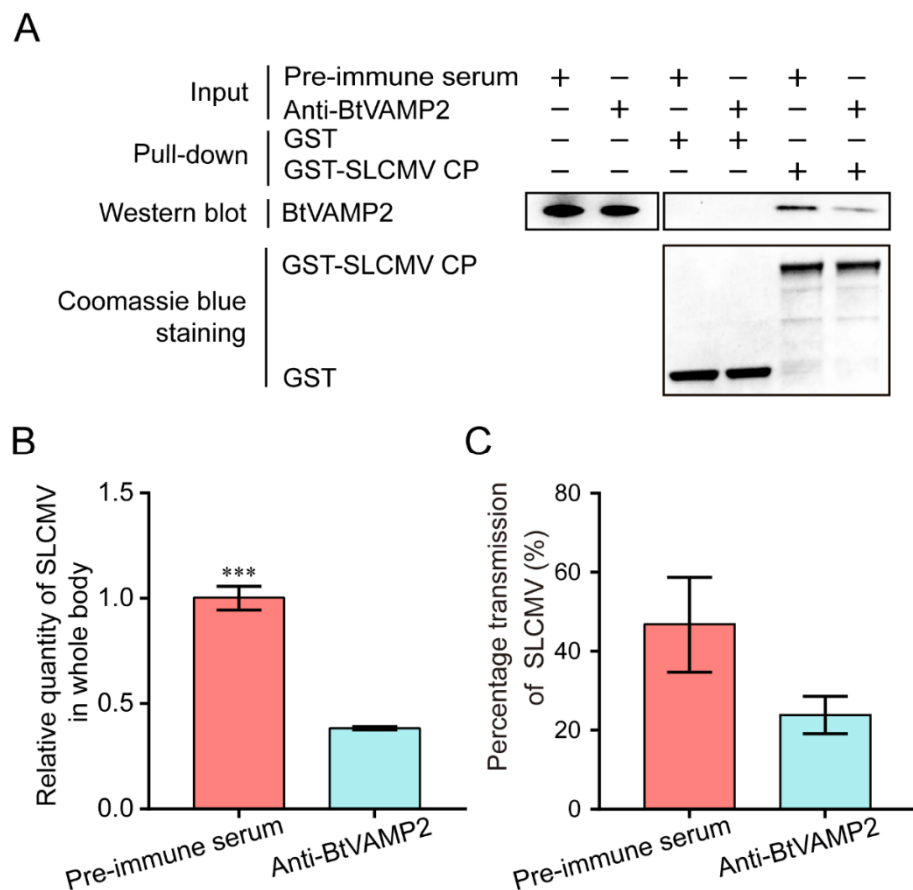 A
Input
Pre-immune serum + − + − + −
Anti-BtVAMP2 − + − + − +
Pull-down
GST − − + + − −
GST-SLCMV CP − − − − + +
Western blot BtVAMP2
Coomassie blue
staining
GST-SLCMV CP
GST
B
Relative quantity of SLCMV
in whole body
1.5
1.0
0.5
0.0
***
Pre-immune serum
Anti-BtVAMP2
C
Percentage transmission
of SLCMV (%)
80
60
40
20
0
Pre-immune serum
Anti-BtVAMP2